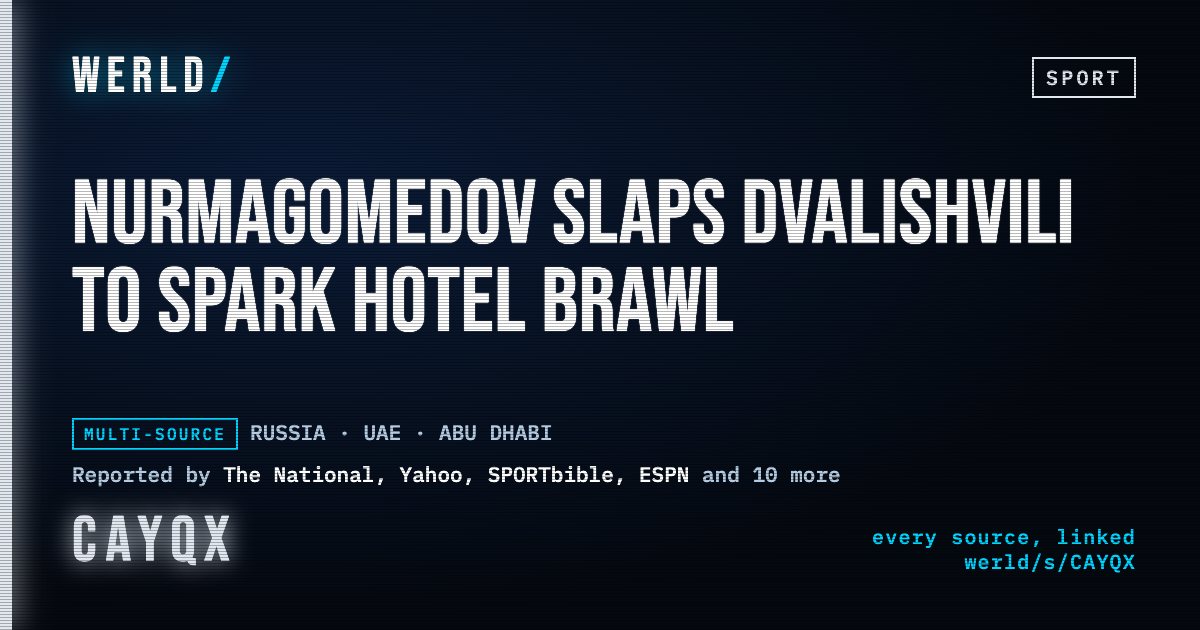 WERLD/
SPORT
NURMAGOMEDOV SLAPS DVALISHVILI
TO SPARK HOTEL BRAWL
MULTI-SOURCE RUSSIA · UAE · ABU DHABI
Reported by The National, Yahoo, SPORTbible, ESPN and 10 more
CAYQX
every source, linked
werld/s/CAYQX